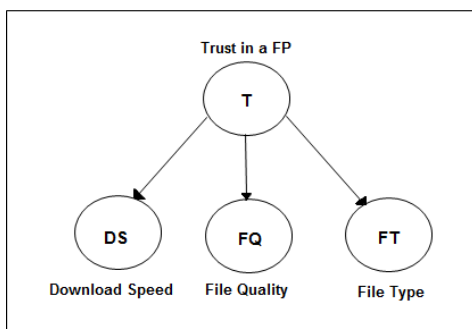 Trust in a FP
T
DS FQ FT
Download Speed File Quality File Type